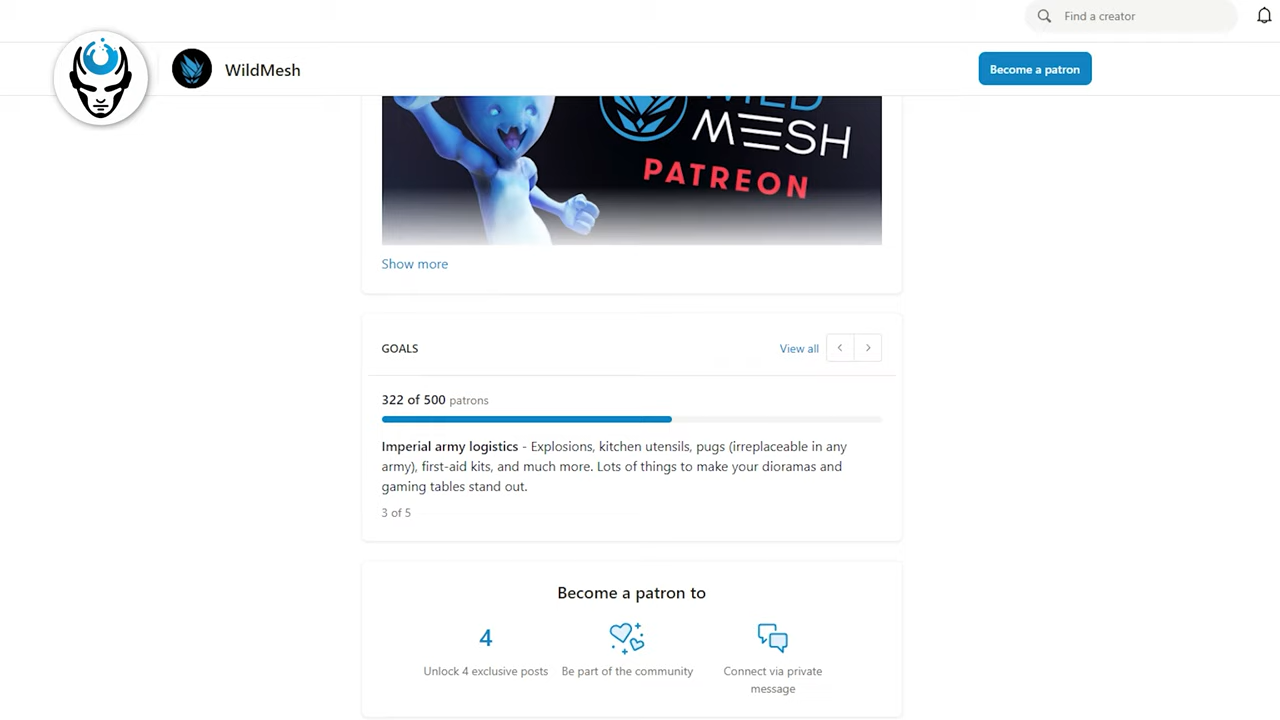 Find a creator
WildMesh
Become a patron
MESH
PATREON
Show more
GOALS
View all
322 of 500 patrons
Imperial army logistics - Explosions, kitchen utensils, pugs (irreplaceable in any
army), first-aid kits, and much more. Lots of things to make your dioramas and
gaming tables stand out.
3 of 5
Become a patron to
4
Unlock 4 exclusive posts
Be part of the community
Connect via private
message